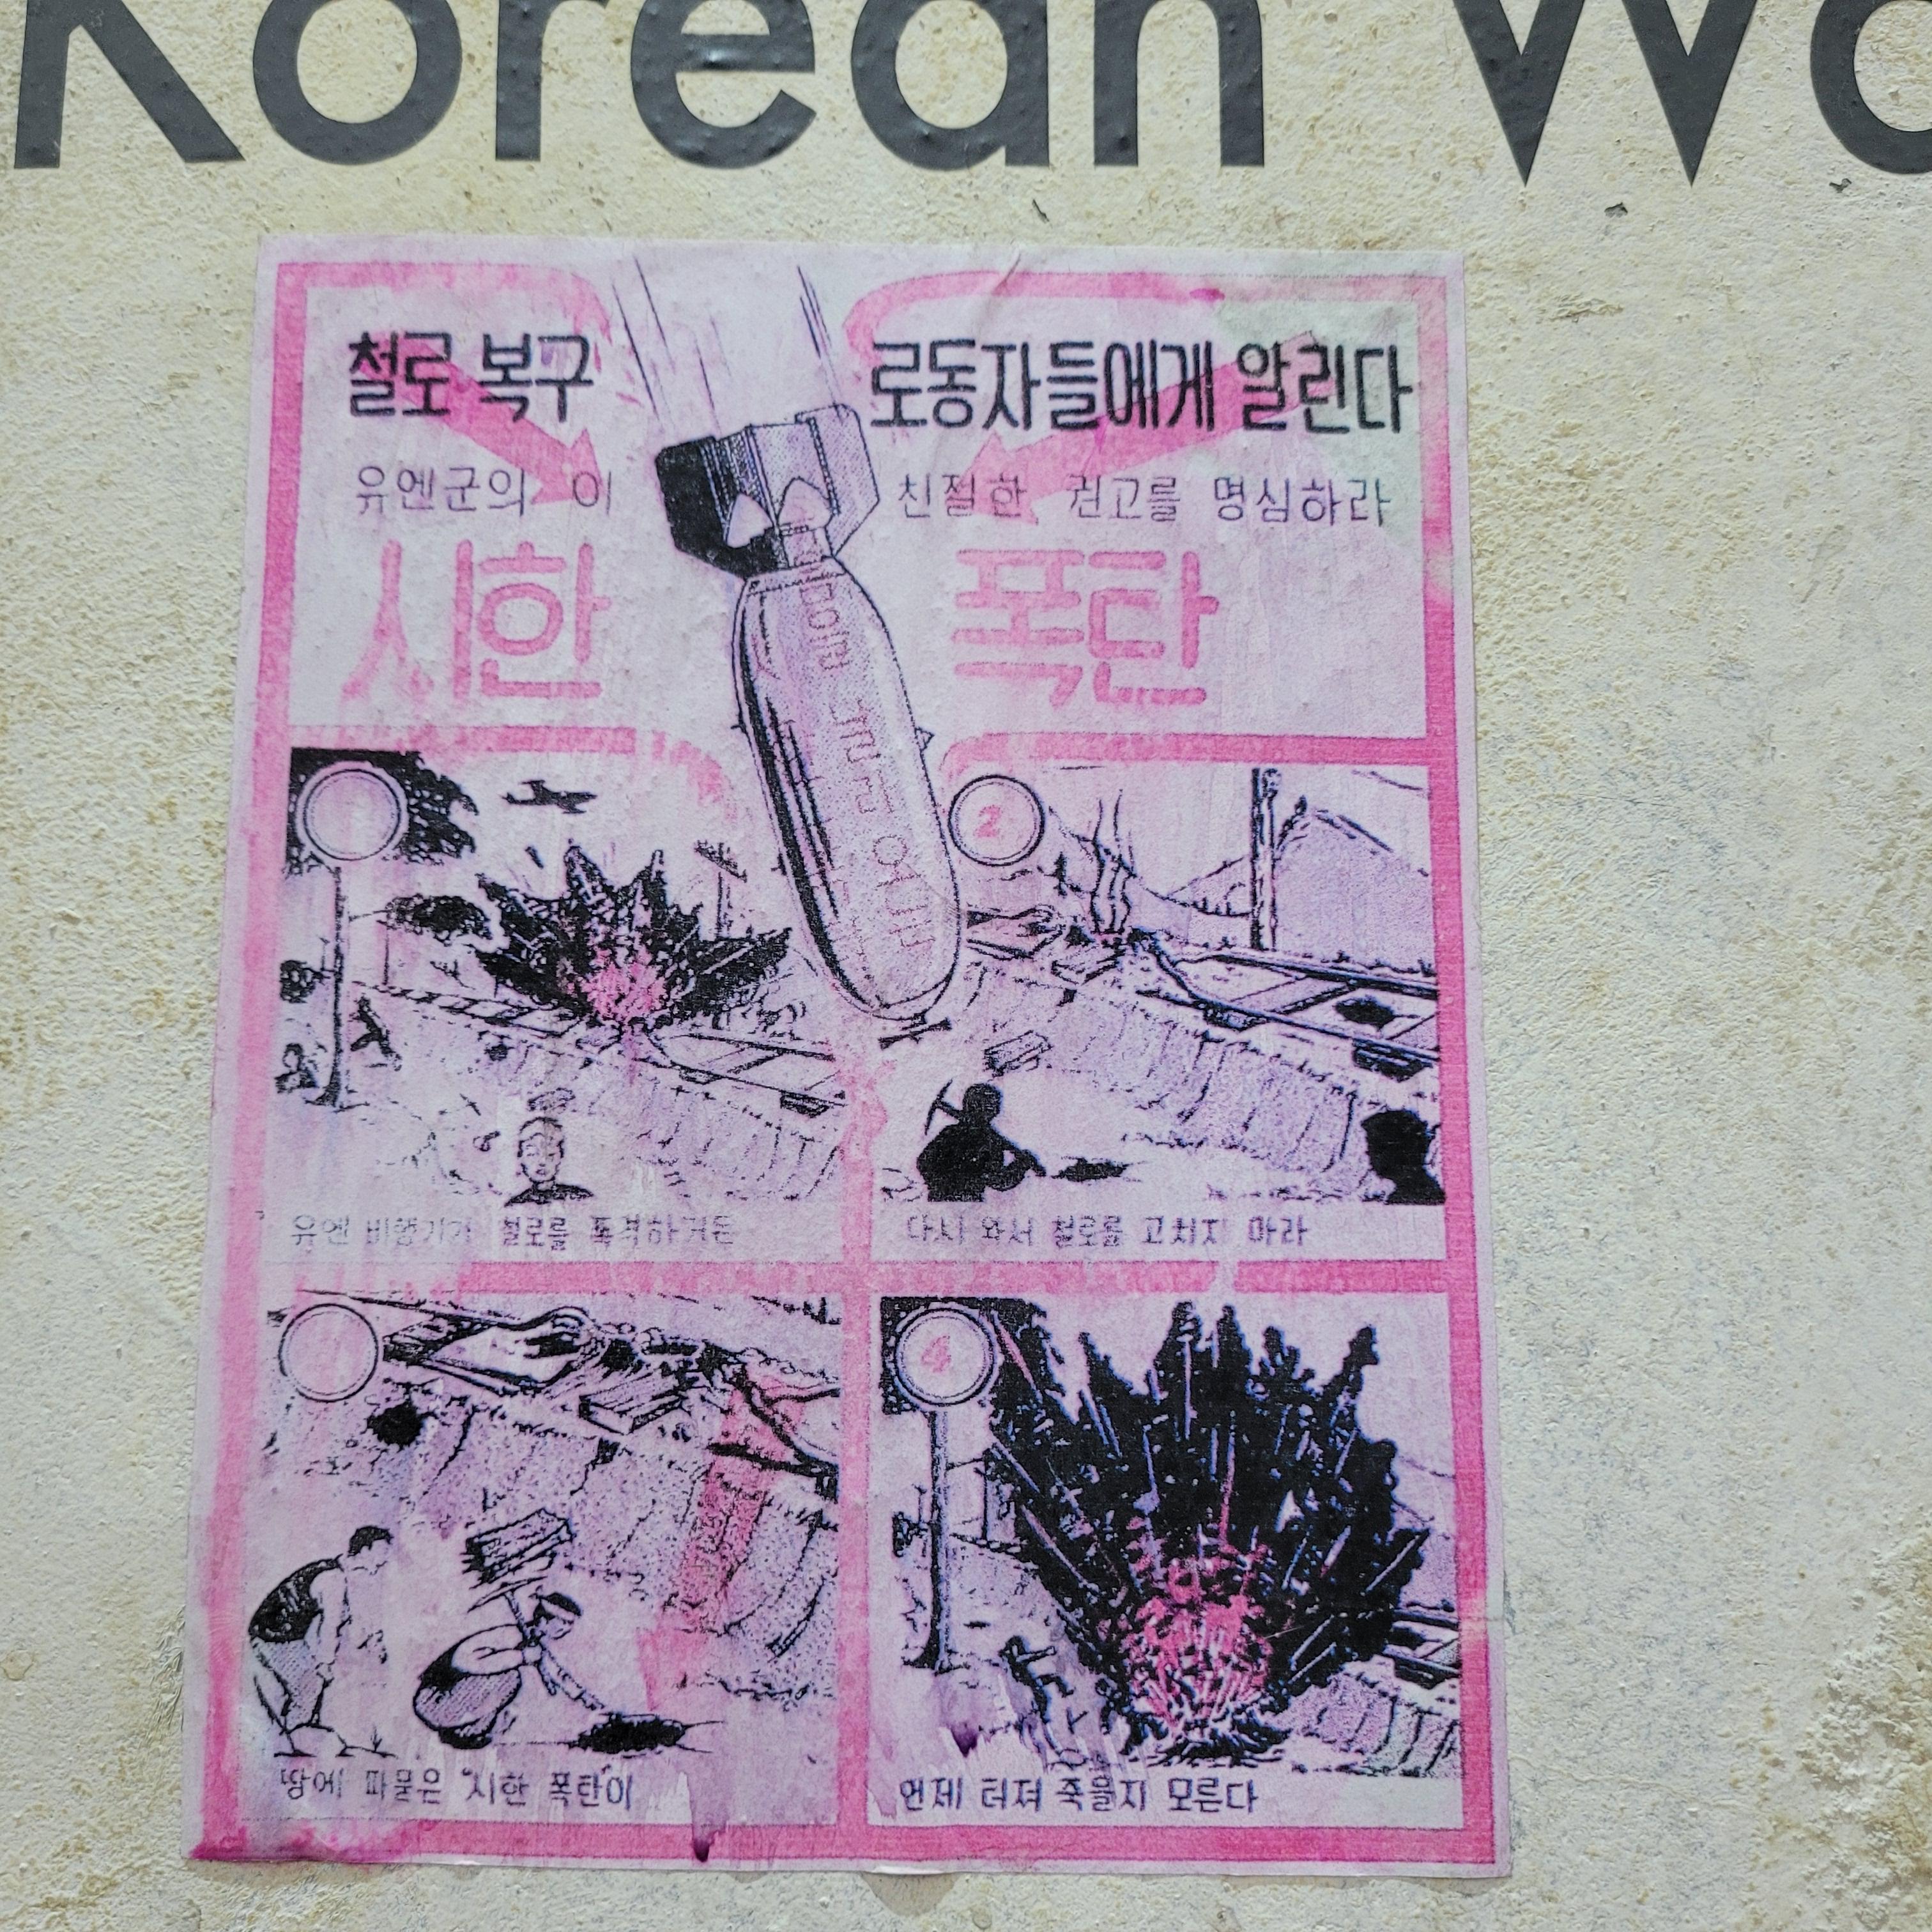 Korean
철로 복구 로동자들에게 알린다
유엔군의 이 친절한 권고를 명심하라
시한 폭탄
2
유엔 비행기가 철로를 폭격하거든
다시 와서 철로를 고치지 마라
4
땅에 파묻은 "시한 폭탄"이
언제 터져 죽을지 모른다